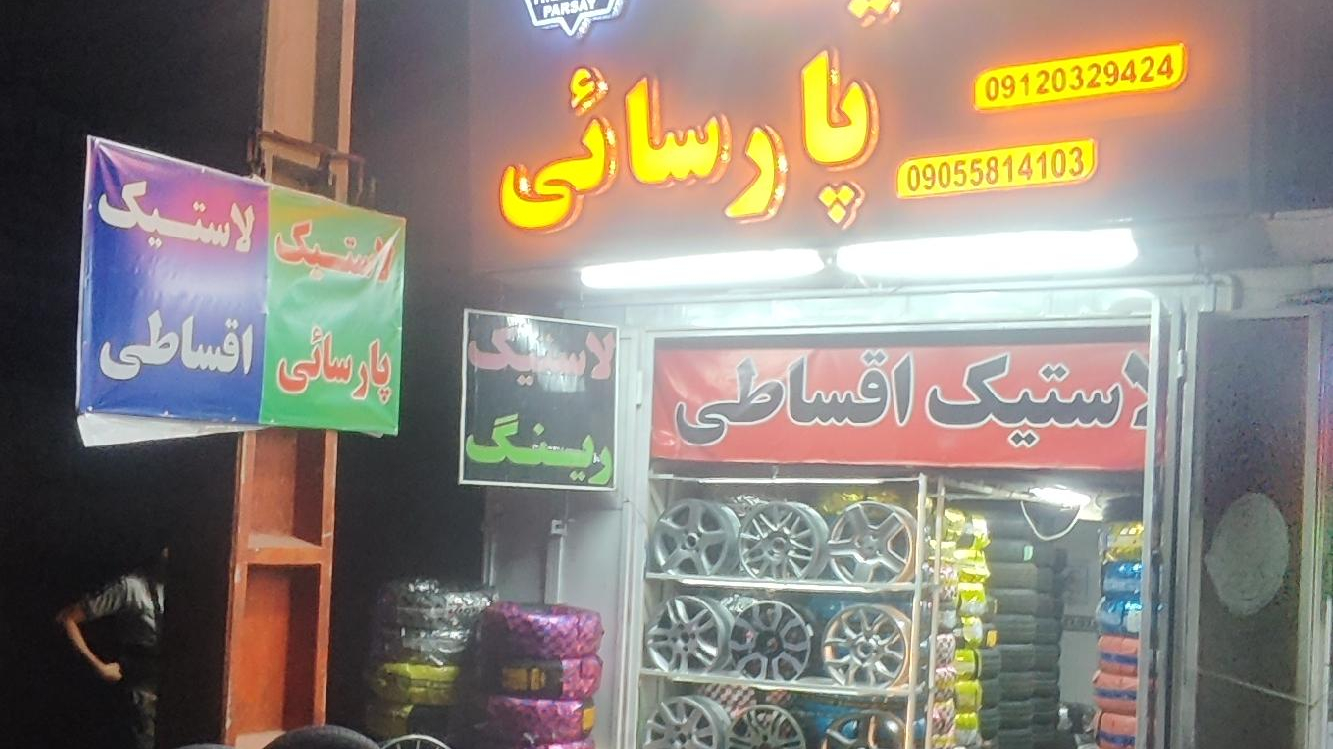 PARSAY
پارسائی
09120329424
09055814103
لاستیک
اقساطی
لاستیک
پارسائی
لاستیک
رینگ
لاستیک اقساطی